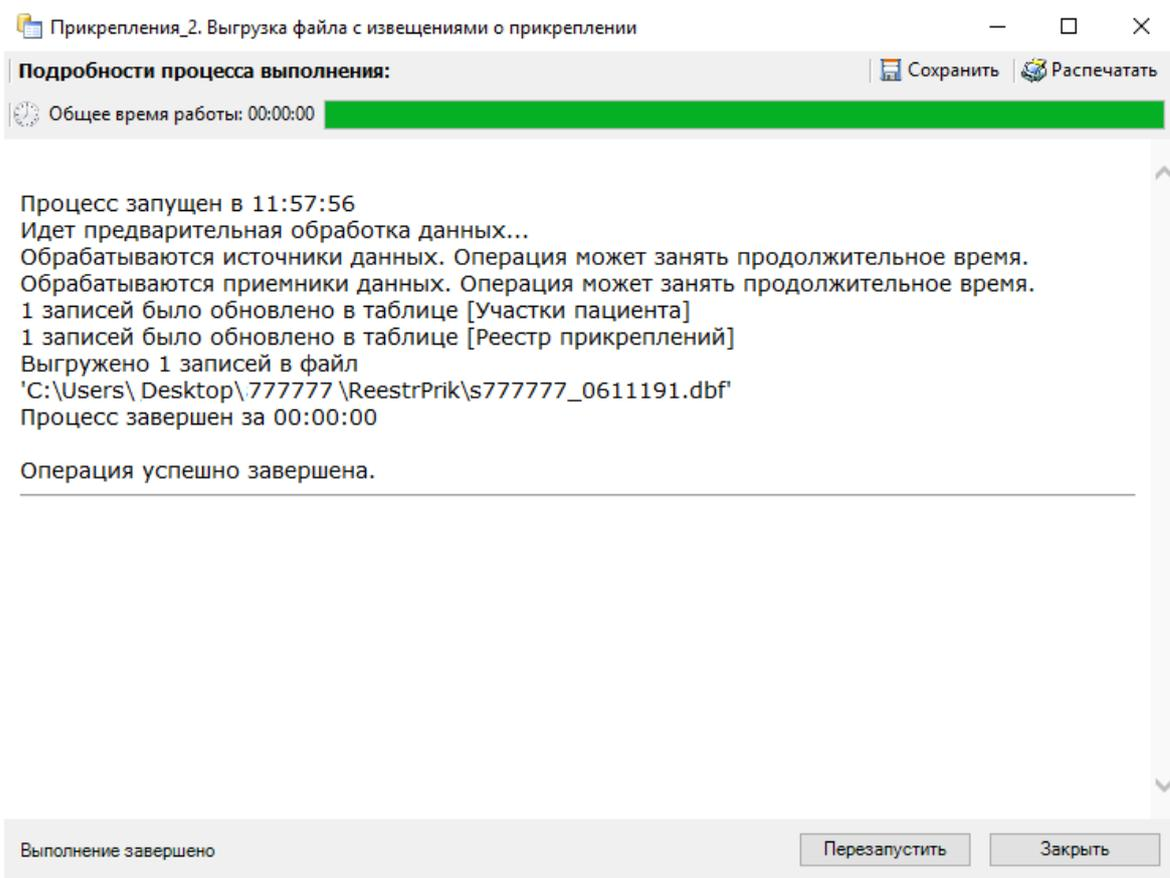 Прикрепления_2. Выгрузка файла с извещениями о прикреплении
Подробности процесса выполнения:
Сохранить
Распечатать
Общее время работы: 00:00:00
Процесс запущен в 11:57:56
Идет предварительная обработка данных...
Обрабатываются источники данных. Операция может занять продолжительное время.
Обрабатываются приемники данных. Операция может занять продолжительное время.
1 записей было обновлено в таблице [Участки пациента]
1 записей было обновлено в таблице [Реестр прикреплений]
Выгружено 1 записей в файл
'C:\Users\ Desktop\777777 \ReestrPrik\s777777_0611191.dbf'
Процесс завершен за 00:00:00
Операция успешно завершена.
Выполнение завершено
Перезапустить
Закрыть